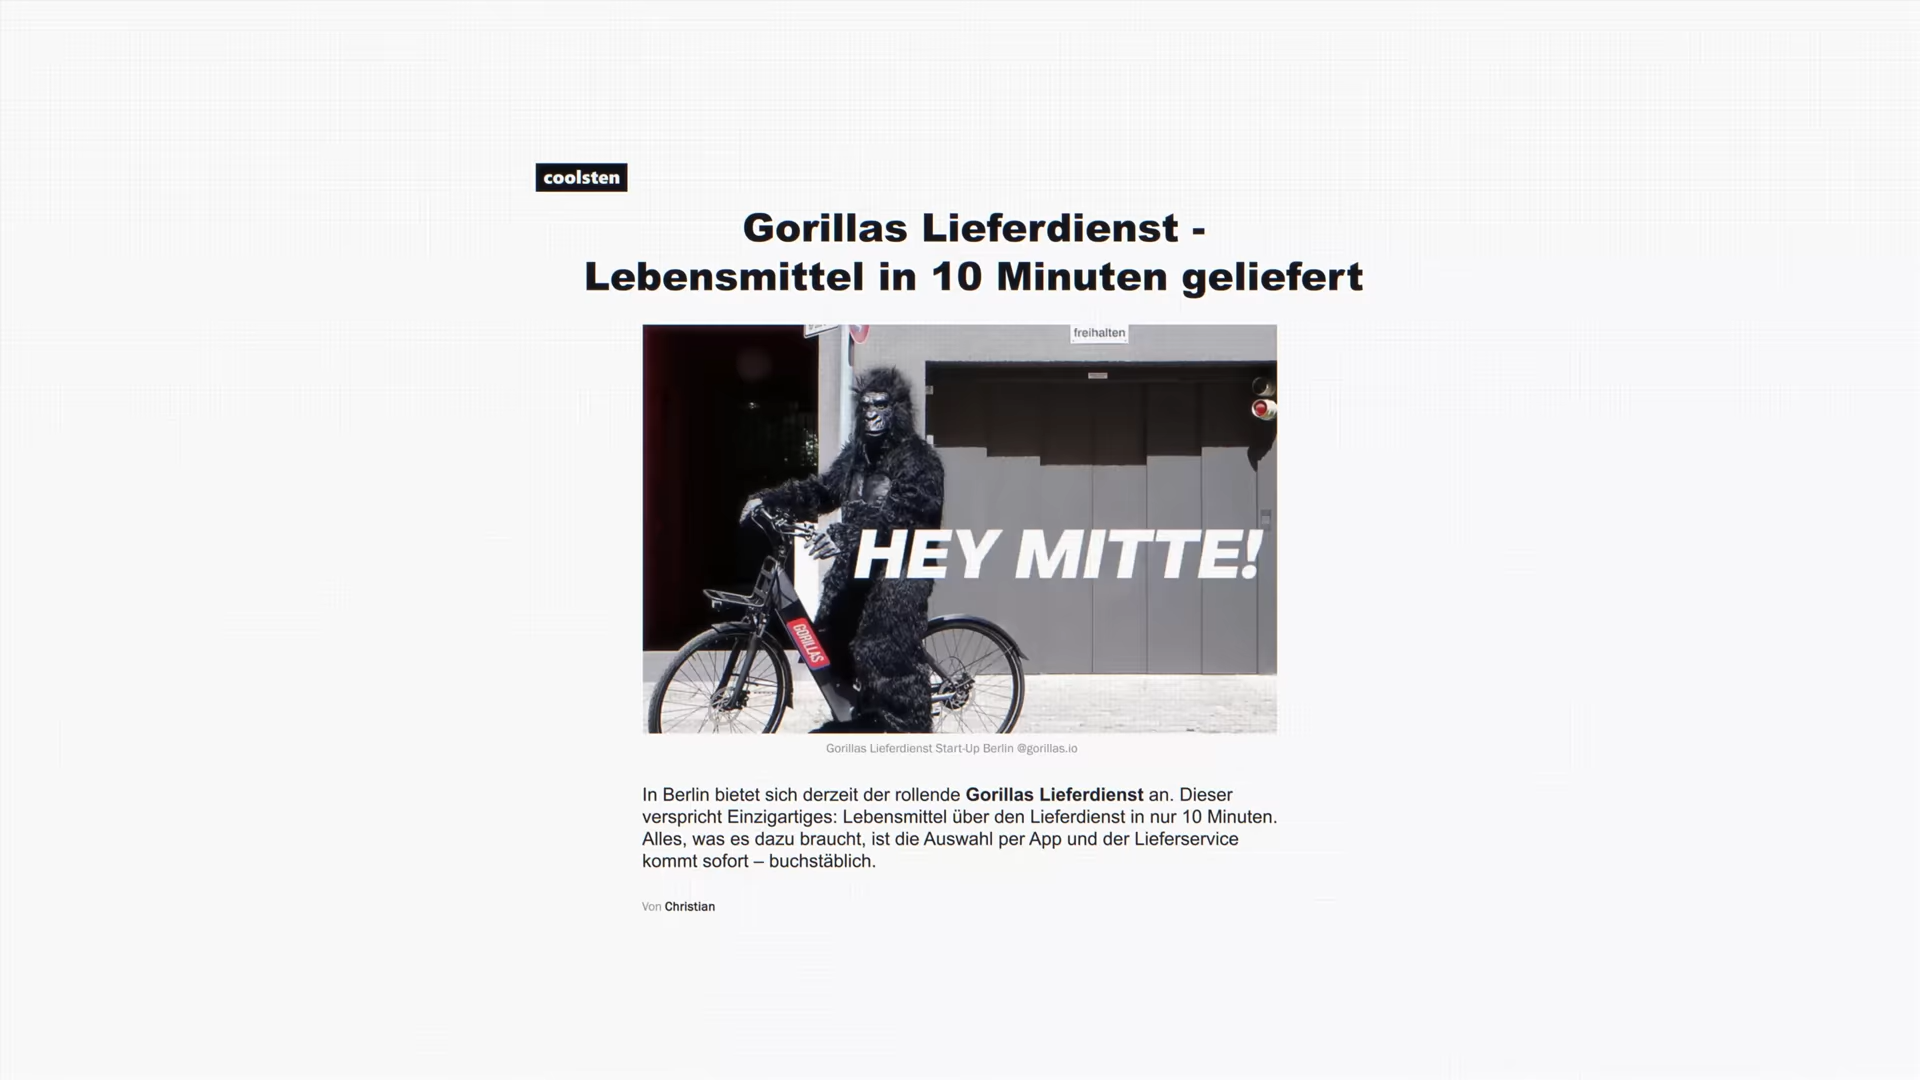 coolsten
Gorillas Lieferdienst -
Lebensmittel in 10 Minuten geliefert
freihalten
HEY MITTE!
GORILLAS
Gorillas Lieferdienst Start-Up Berlin @gorillas.io
In Berlin bietet sich derzeit der rollende Gorillas Lieferdienst an. Dieser
verspricht Einzigartiges: Lebensmittel über den Lieferdienst in nur 10 Minuten.
Alles, was es dazu braucht, ist die Auswahl per App und der Lieferservice
kommt sofort – buchstäblich.
Von Christian